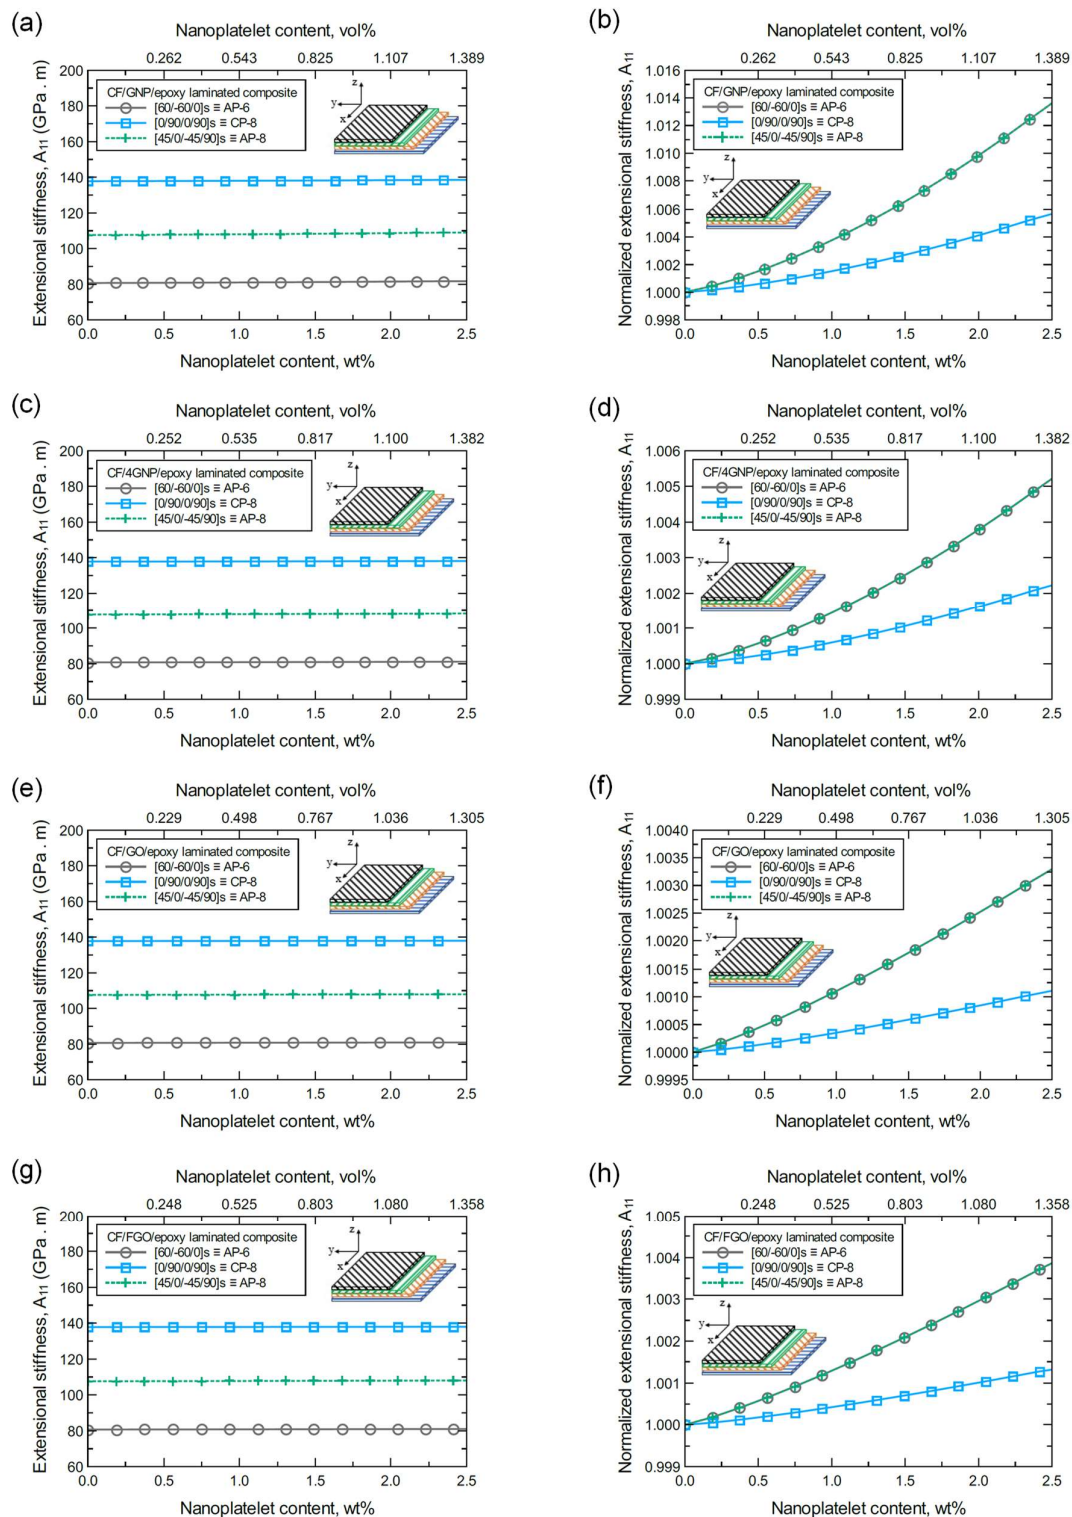 (a)
Nanoplatelet content, vol%
0.262 0.543 0.825 1.107 1.389
200
180
160
140
120
100
80
60
Extensional stiffness, A11 (GPa . m)
CF/GNP/epoxy laminated composite
[60/-60/0]s ≡ AP-6
[0/90/0/90]s ≡ CP-8
[45/0/-45/90]s ≡ AP-8
z
y
x
0.0 0.5 1.0 1.5 2.0 2.5
Nanoplatelet content, wt%
(b)
Nanoplatelet content, vol%
0.262 0.543 0.825 1.107 1.389
1.016
1.014
1.012
1.010
1.008
1.006
1.004
1.002
1.000
0.998
Normalized extensional stiffness, A11
CF/GNP/epoxy laminated composite
[60/-60/0]s ≡ AP-6
[0/90/0/90]s ≡ CP-8
[45/0/-45/90]s ≡ AP-8
z
y
x
0.0 0.5 1.0 1.5 2.0 2.5
Nanoplatelet content, wt%
(c)
Nanoplatelet content, vol%
0.252 0.535 0.817 1.100 1.382
200
180
160
140
120
100
80
60
Extensional stiffness, A11 (GPa . m)
CF/4GNP/epoxy laminated composite
[60/-60/0]s ≡ AP-6
[0/90/0/90]s ≡ CP-8
[45/0/-45/90]s ≡ AP-8
z
y
x
0.0 0.5 1.0 1.5 2.0 2.5
Nanoplatelet content, wt%
(d)
Nanoplatelet content, vol%
0.252 0.535 0.817 1.100 1.382
1.006
1.005
1.004
1.003
1.002
1.001
1.000
0.999
Normalized extensional stiffness, A11
CF/4GNP/epoxy laminated composite
[60/-60/0]s ≡ AP-6
[0/90/0/90]s ≡ CP-8
[45/0/-45/90]s ≡ AP-8
z
y
x
0.0 0.5 1.0 1.5 2.0 2.5
Nanoplatelet content, wt%
(e)
Nanoplatelet content, vol%
0.229 0.498 0.767 1.036 1.305
200
180
160
140
120
100
80
60
Extensional stiffness, A11 (GPa . m)
CF/GO/epoxy laminated composite
[60/-60/0]s ≡ AP-6
[0/90/0/90]s ≡ CP-8
[45/0/-45/90]s ≡ AP-8
z
y
x
0.0 0.5 1.0 1.5 2.0 2.5
Nanoplatelet content, wt%
(f)
Nanoplatelet content, vol%
0.229 0.498 0.767 1.036 1.305
1.0040
1.0035
1.0030
1.0025
1.0020
1.0015
1.0010
1.0005
1.0000
0.9995
Normalized extensional stiffness, A11
CF/GO/epoxy laminated composite
[60/-60/0]s ≡ AP-6
[0/90/0/90]s ≡ CP-8
[45/0/-45/90]s ≡ AP-8
z
y
x
0.0 0.5 1.0 1.5 2.0 2.5
Nanoplatelet content, wt%
(g)
Nanoplatelet content, vol%
0.248 0.525 0.803 1.080 1.358
200
180
160
140
120
100
80
60
Extensional stiffness, A11 (GPa . m)
CF/FGO/epoxy laminated composite
[60/-60/0]s ≡ AP-6
[0/90/0/90]s ≡ CP-8
[45/0/-45/90]s ≡ AP-8
z
y
x
0.0 0.5 1.0 1.5 2.0 2.5
Nanoplatelet content, wt%
(h)
Nanoplatelet content, vol%
0.248 0.525 0.803 1.080 1.358
1.005
1.004
1.003
1.002
1.001
1.000
0.999
Normalized extensional stiffness, A11
CF/FGO/epoxy laminated composite
[60/-60/0]s ≡ AP-6
[0/90/0/90]s ≡ CP-8
[45/0/-45/90]s ≡ AP-8
z
y
x
0.0 0.5 1.0 1.5 2.0 2.5
Nanoplatelet content, wt%